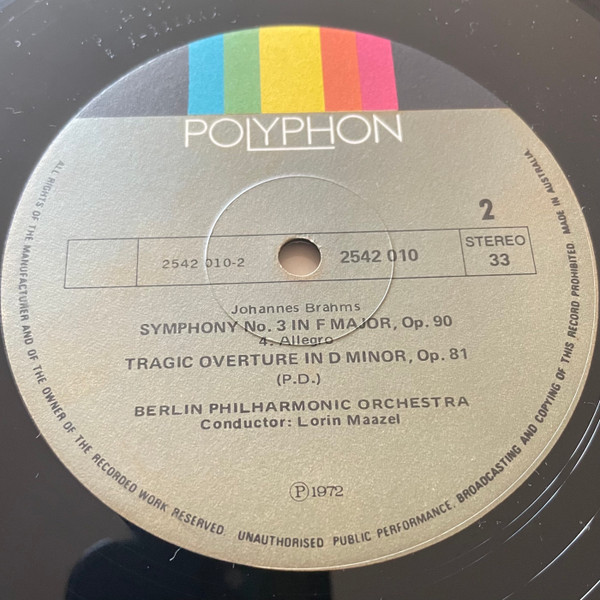 POLYPHON
2
2542 010-2
2542 010
STEREO
33
Johannes Brahms
SYMPHONY No. 3 IN F MAJOR, Op. 90
4. Allegro
TRAGIC OVERTURE IN D MINOR, Op. 81
(P.D.)
BERLIN PHILHARMONIC ORCHESTRA
Conductor: Lorin Maazel
Ⓟ1972
ALL RIGHTS OF THE MANUFACTURER AND OF THE OWNER OF THE RECORDED WORK RESERVED. UNAUTHORISED PUBLIC PERFORMANCE, BROADCASTING AND COPYING OF THIS RECORD PROHIBITED. MADE IN AUSTRALIA.